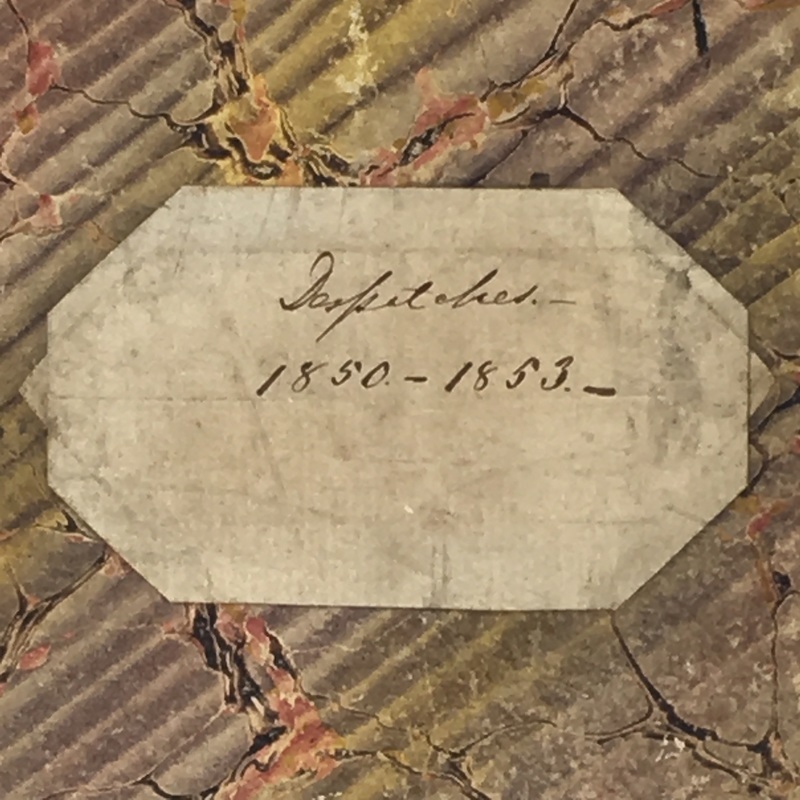 Despatches. —
1850. – 1853. —